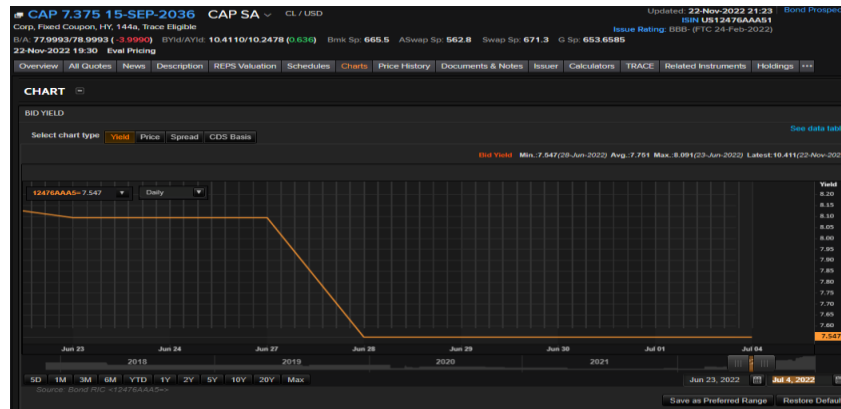 CAP 7.375 15-SEP-2036 CAP SA CL / USD
Updated: 22-Nov-2022 21:23 Bond Prospec
Corp, Fixed Coupon, HY, 144a, Trace Eligible
ISIN US12476AAA51
Issue Rating: BBB- (FTC 24-Feb-2022)
B/A: 77.9993/78.9993 (-3.9990) BYld/AYld: 10.4110/10.2478 (0.636) Bmk Sp: 665.5 ASwap Sp: 562.8 Swap Sp: 671.3 G Sp: 653.6585
22-Nov-2022 19:30 Eval Pricing
Overview All Quotes News Description REPS Valuation Schedules Charts Price History Documents & Notes Issuer Calculators TRACE Related Instruments Holdings
CHART
BID YIELD
See data tabl
Select chart type Yield Price Spread CDS Basis
Bid Yield Min.:7.547(28-Jun-2022) Avg.:7.751 Max.:8.091(23-Jun-2022) Latest:10.411(22-Nov-202
12476AAA5=7.547 Daily
Yield
8.20
8.15
8.10
8.05
8.00
7.95
7.90
7.85
7.80
7.75
7.70
7.65
7.60
7.547
Jun 23 Jun 24 Jun 27 Jun 28 Jun 29 Jun 30 Jul 01 Jul 04
2018 2019 2020 2021
5D 1M 3M 6M YTD 1Y 2Y 5Y 10Y 20Y Max
Jun 23, 2022 Jul 4, 2022
Source: Bond RIC <12476AAA5=>
Save as Preferred Range Restore Defaul